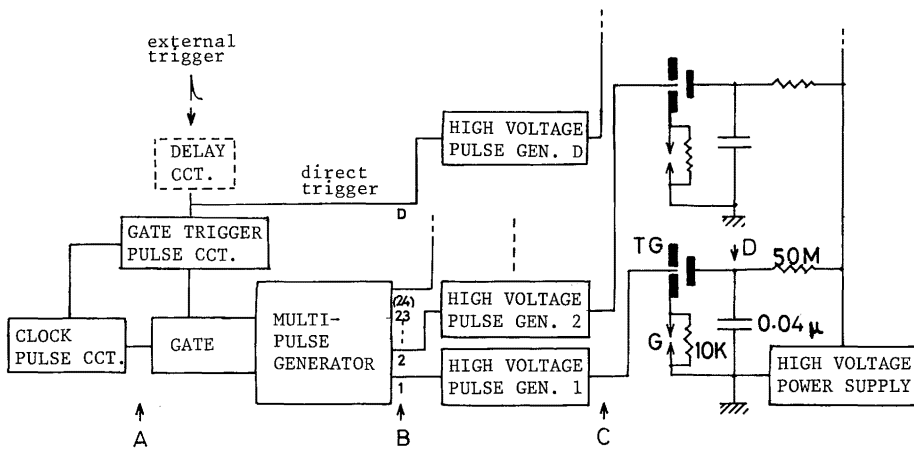 external
trigger
DELAY
CCT.
direct
trigger
D
HIGH VOLTAGE
PULSE GEN. D
GATE TRIGGER
PULSE CCT.
CLOCK
PULSE CCT.
GATE
MULTI-
PULSE
GENERATOR
(24)
23
2
1
HIGH VOLTAGE
PULSE GEN. 2
HIGH VOLTAGE
PULSE GEN. 1
TG
D
50M
G
10K
0.04 μ
HIGH VOLTAGE
POWER SUPPLY
A
B
C